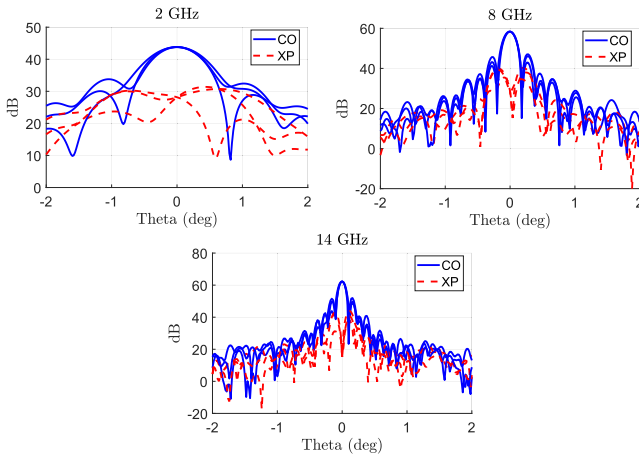 2 GHz
50
40
30
20
10
0
dB
-2 -1 0 1 2
Theta (deg)
CO
XP
8 GHz
60
40
20
0
-20
dB
-2 -1 0 1 2
Theta (deg)
CO
XP
14 GHz
80
60
40
20
0
-20
dB
-2 -1 0 1 2
Theta (deg)
CO
XP